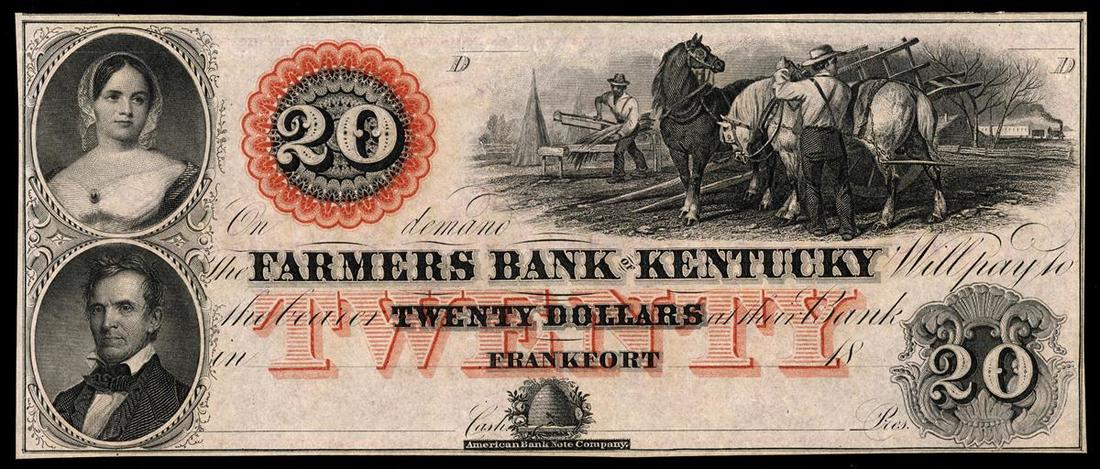 20
D
D
On demand
The FARMERS BANK OF KENTUCKY Will pay to
TWENTY
the bearer TWENTY DOLLARS at their Bank
in FRANKFORT 18
20
Cash. Pres.
American Bank Note Company.